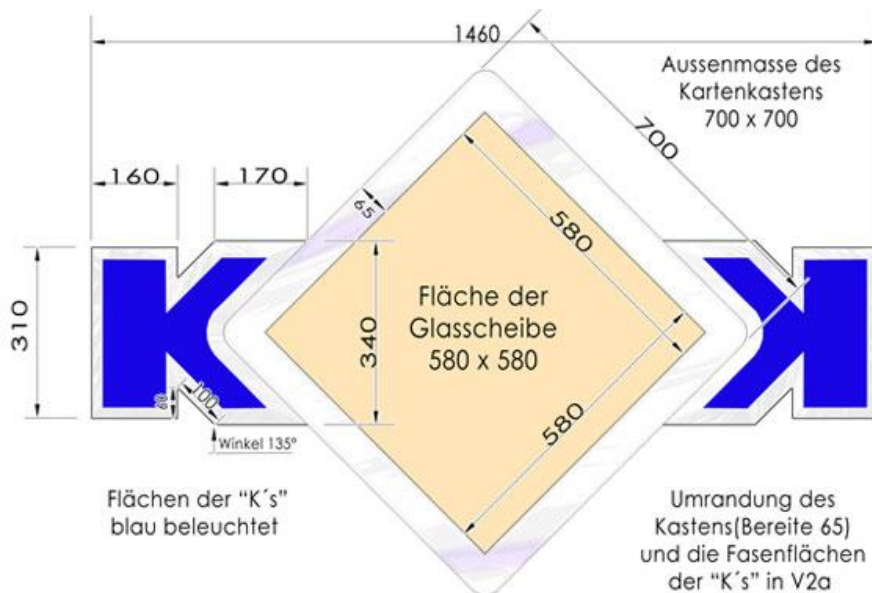 1460
Aussenmasse des
Kartenkastens
700 x 700
700
160
170
65
580
310
340
Fläche der
Glasscheibe
580 x 580
60
100
580
Winkel 135°
Flächen der “K´s”
blau beleuchtet
Umrandung des
Kastens(Bereite 65)
und die Fasenflächen
der “K´s” in V2a